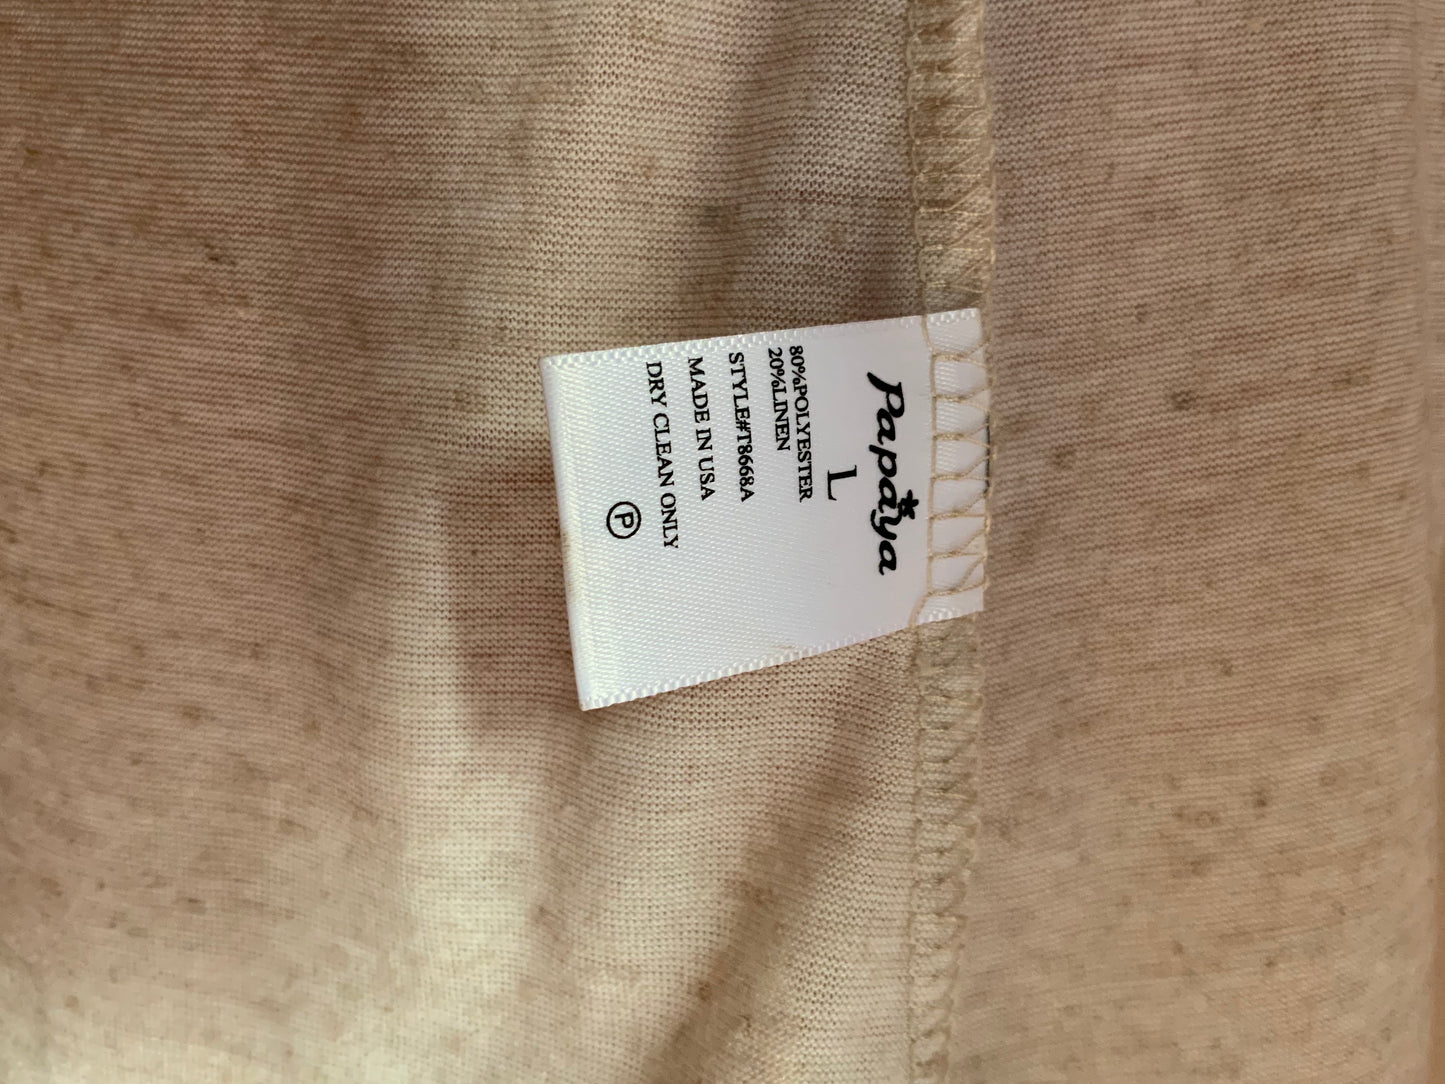 Papaya
L
80%POLYESTER
20%LINEN
STYLE#T8668A
MADE IN USA
DRY CLEAN ONLY
P